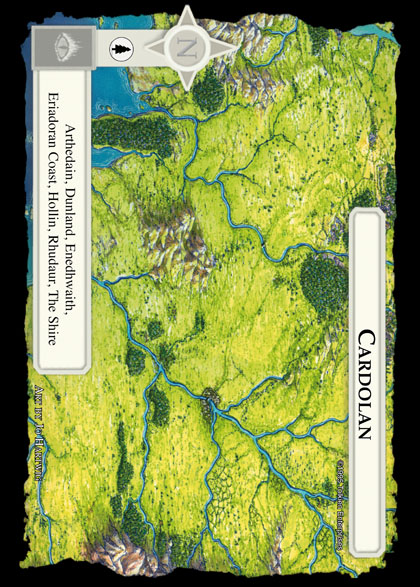 CARDOLAN
N
Arthedain, Dunland, Enedhwaith,
Eriadoran Coast, Hollin, Rhudaur, The Shire